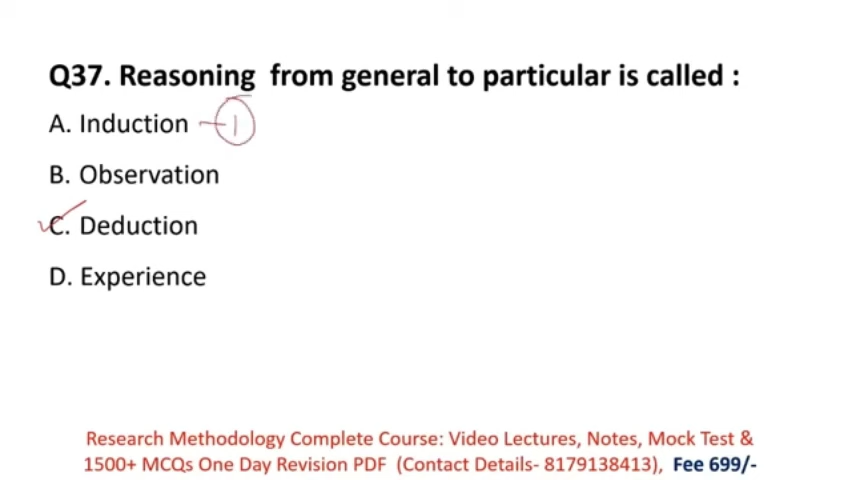 Q37. Reasoning from general to particular is called :
A. Induction - 1
B. Observation
C. Deduction
D. Experience
Research Methodology Complete Course: Video Lectures, Notes, Mock Test &
1500+ MCQs One Day Revision PDF (Contact Details- 8179138413), Fee 699/-